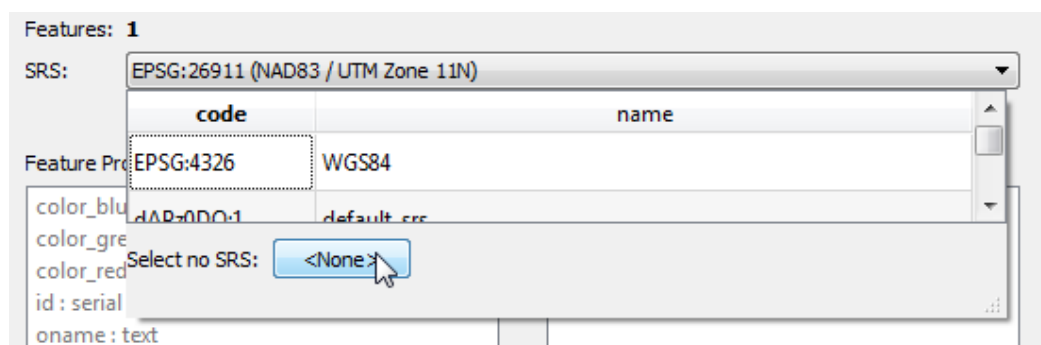 Features: 1
SRS: EPSG:26911 (NAD83 / UTM Zone 11N)
code name
Feature Pro EPSG:4326 WGS84
color_blu
default_srs
color_gre
Select no SRS: <None>
color_red
id : serial
oname : text